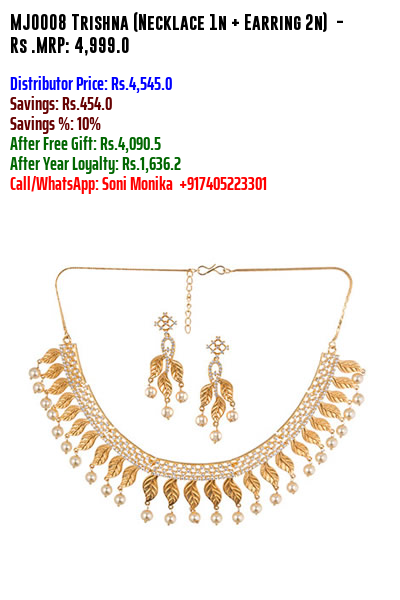 MJ0008 Trishna (Necklace 1n + Earring 2n) -
Rs .MRP: 4,999.0
Distributor Price: Rs.4,545.0
Savings: Rs.454.0
Savings %: 10%
After Free Gift: Rs.4,090.5
After Year Loyalty: Rs.1,636.2
Call/WhatsApp: Soni Monika +917405223301